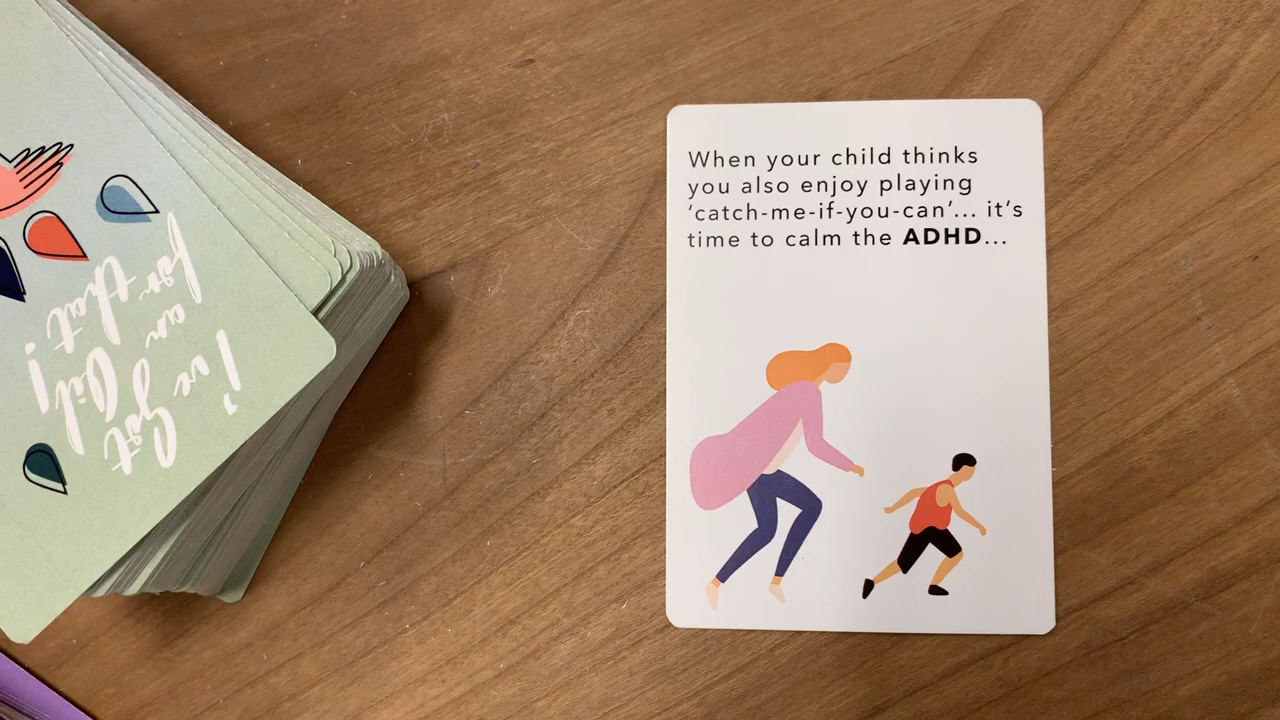 I've Got
an Oil
for that!
When your child thinks
you also enjoy playing
‘catch-me-if-you-can’... it’s
time to calm the ADHD...